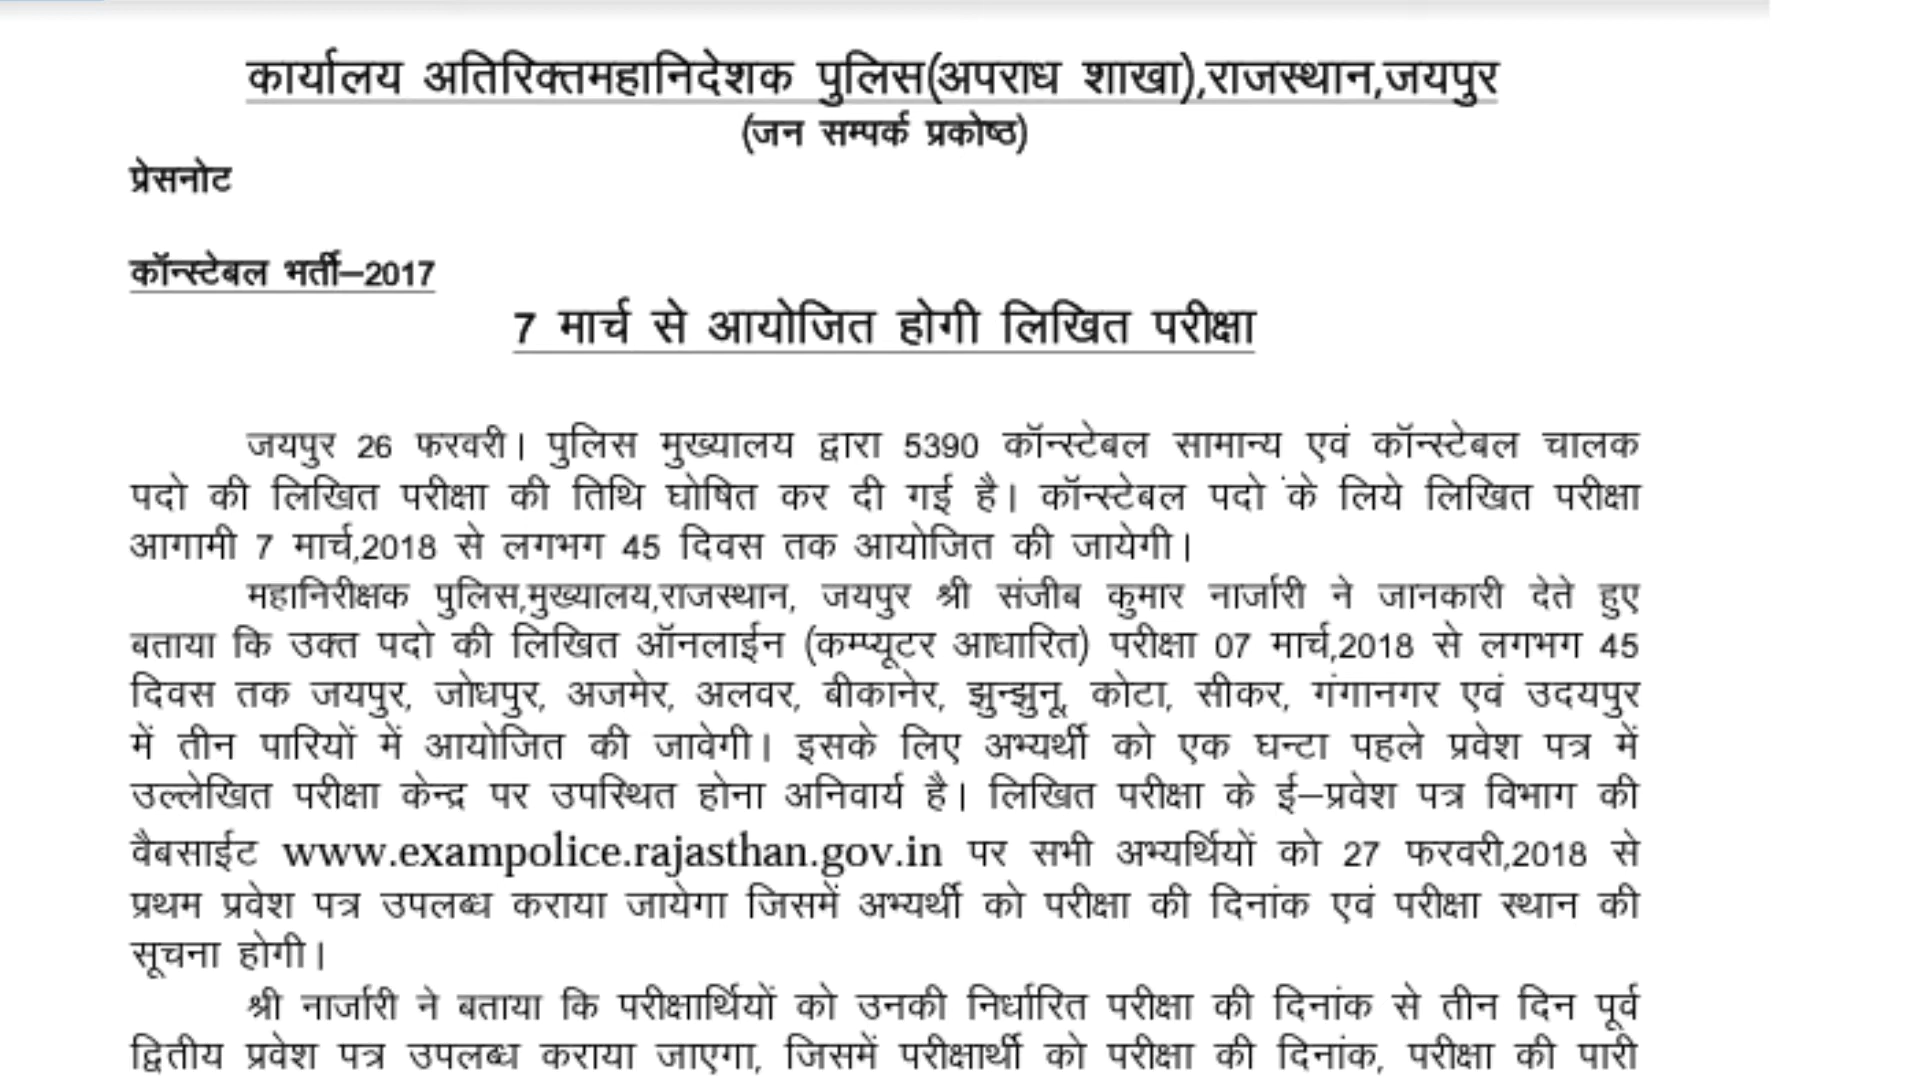 कार्यालय अतिरिक्तमहानिदेशक पुलिस(अपराध शाखा),राजस्थान,जयपुर
(जन सम्पर्क प्रकोष्ठ)
प्रेसनोट
कॉन्स्टेबल भर्ती–2017
7 मार्च से आयोजित होगी लिखित परीक्षा
जयपुर 26 फरवरी। पुलिस मुख्यालय द्वारा 5390 कॉन्स्टेबल सामान्य एवं कॉन्स्टेबल चालक
पदो की लिखित परीक्षा की तिथि घोषित कर दी गई है। कॉन्स्टेबल पदो के लिये लिखित परीक्षा
आगामी 7 मार्च,2018 से लगभग 45 दिवस तक आयोजित की जायेगी।
महानिरीक्षक पुलिस,मुख्यालय,राजस्थान, जयपुर श्री संजीब कुमार नार्जारी ने जानकारी देते हुए
बताया कि उक्त पदो की लिखित ऑनलाईन (कम्प्यूटर आधारित) परीक्षा 07 मार्च,2018 से लगभग 45
दिवस तक जयपुर, जोधपुर, अजमेर, अलवर, बीकानेर, झुन्झुनू, कोटा, सीकर, गंगानगर एवं उदयपुर
में तीन पारियों में आयोजित की जावेगी। इसके लिए अभ्यर्थी को एक घन्टा पहले प्रवेश पत्र में
उल्लेखित परीक्षा केन्द्र पर उपस्थित होना अनिवार्य है। लिखित परीक्षा के ई–प्रवेश पत्र विभाग की
वैबसाईट www.exampolice.rajasthan.gov.in पर सभी अभ्यर्थियों को 27 फरवरी,2018 से
प्रथम प्रवेश पत्र उपलब्ध कराया जायेगा जिसमें अभ्यर्थी को परीक्षा की दिनांक एवं परीक्षा स्थान की
सूचना होगी।
श्री नार्जारी ने बताया कि परीक्षार्थियों को उनकी निर्धारित परीक्षा की दिनांक से तीन दिन पूर्व
द्वितीय प्रवेश पत्र उपलब्ध कराया जाएगा, जिसमें परीक्षार्थी को परीक्षा की दिनांक, परीक्षा की पारी